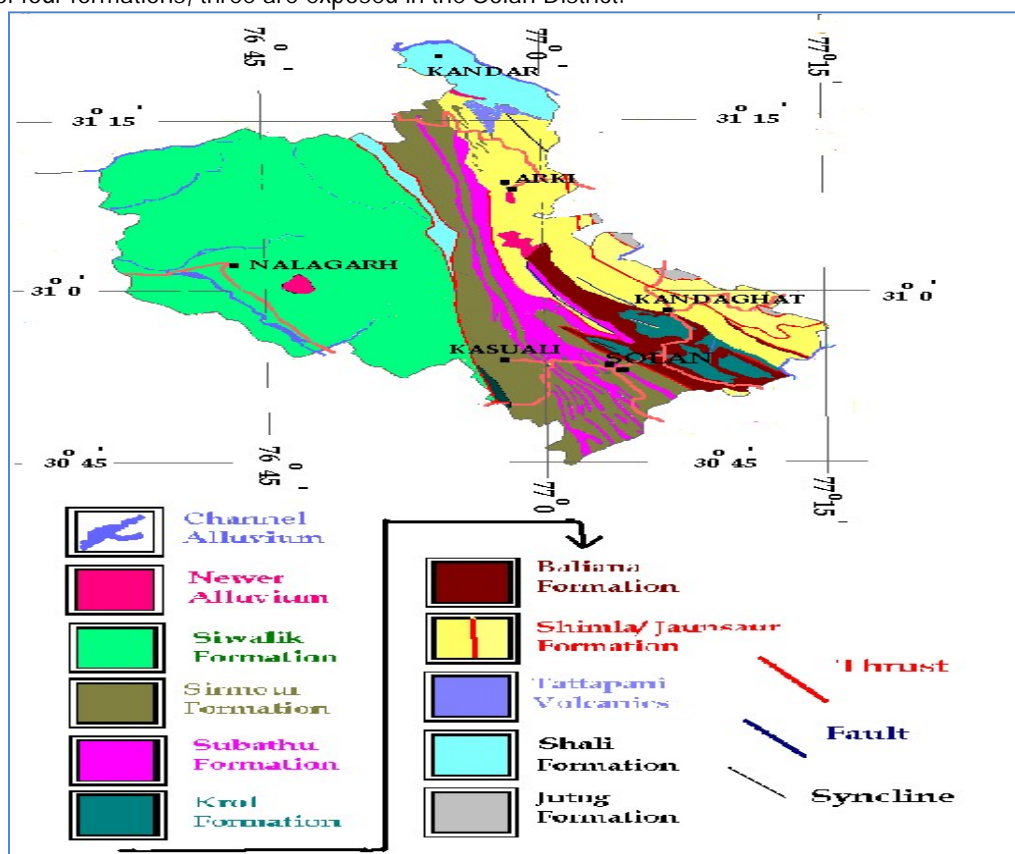 of four formations, three are exposed in the Solan District.
76 45
77 0
77 15
KANDAR
31 15
31 15
ARKI
NALAGARH
31 0
31 0
KANDAGHAT
KASUALI
SOLAN
30 45
30 45
76 45
77 0
77 15
Channel
Alluvium
Newer
Alluvium
Siwalik
Formation
Sirmour
Formation
Subathu
Formation
Krol
Formation
Baliana
Formation
Shimla/ Jaunsaur
Formation
Tattapani
Volcanics
Shali
Formation
Jutog
Formation
Thrust
Fault
Syncline